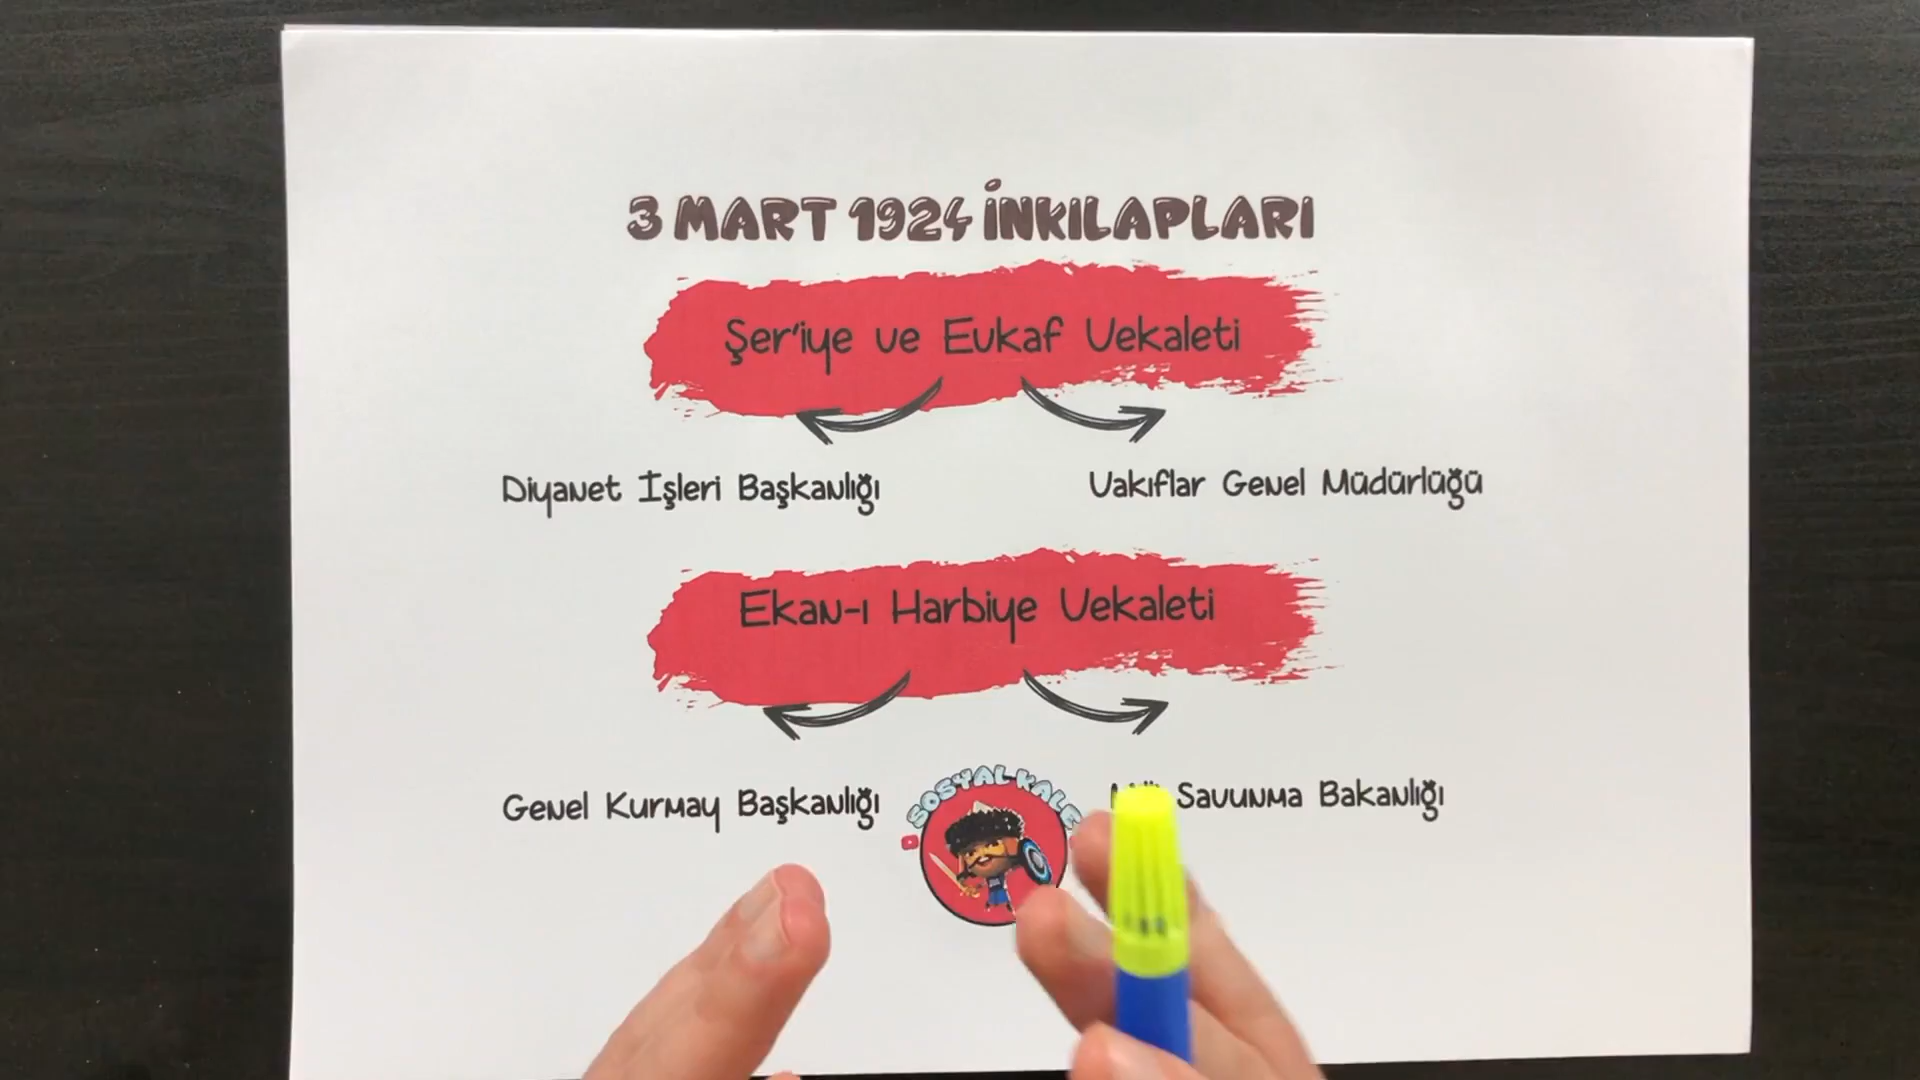 3 MART 1924 İNKILAPLARI
Şer'iye ve Evkaf Vekaleti
Diyanet İşleri Başkanlığı
Vakıflar Genel Müdürlüğü
Ekan-ı Harbiye Vekaleti
Genel Kurmay Başkanlığı
Savunma Bakanlığı
SOSYAL KALE